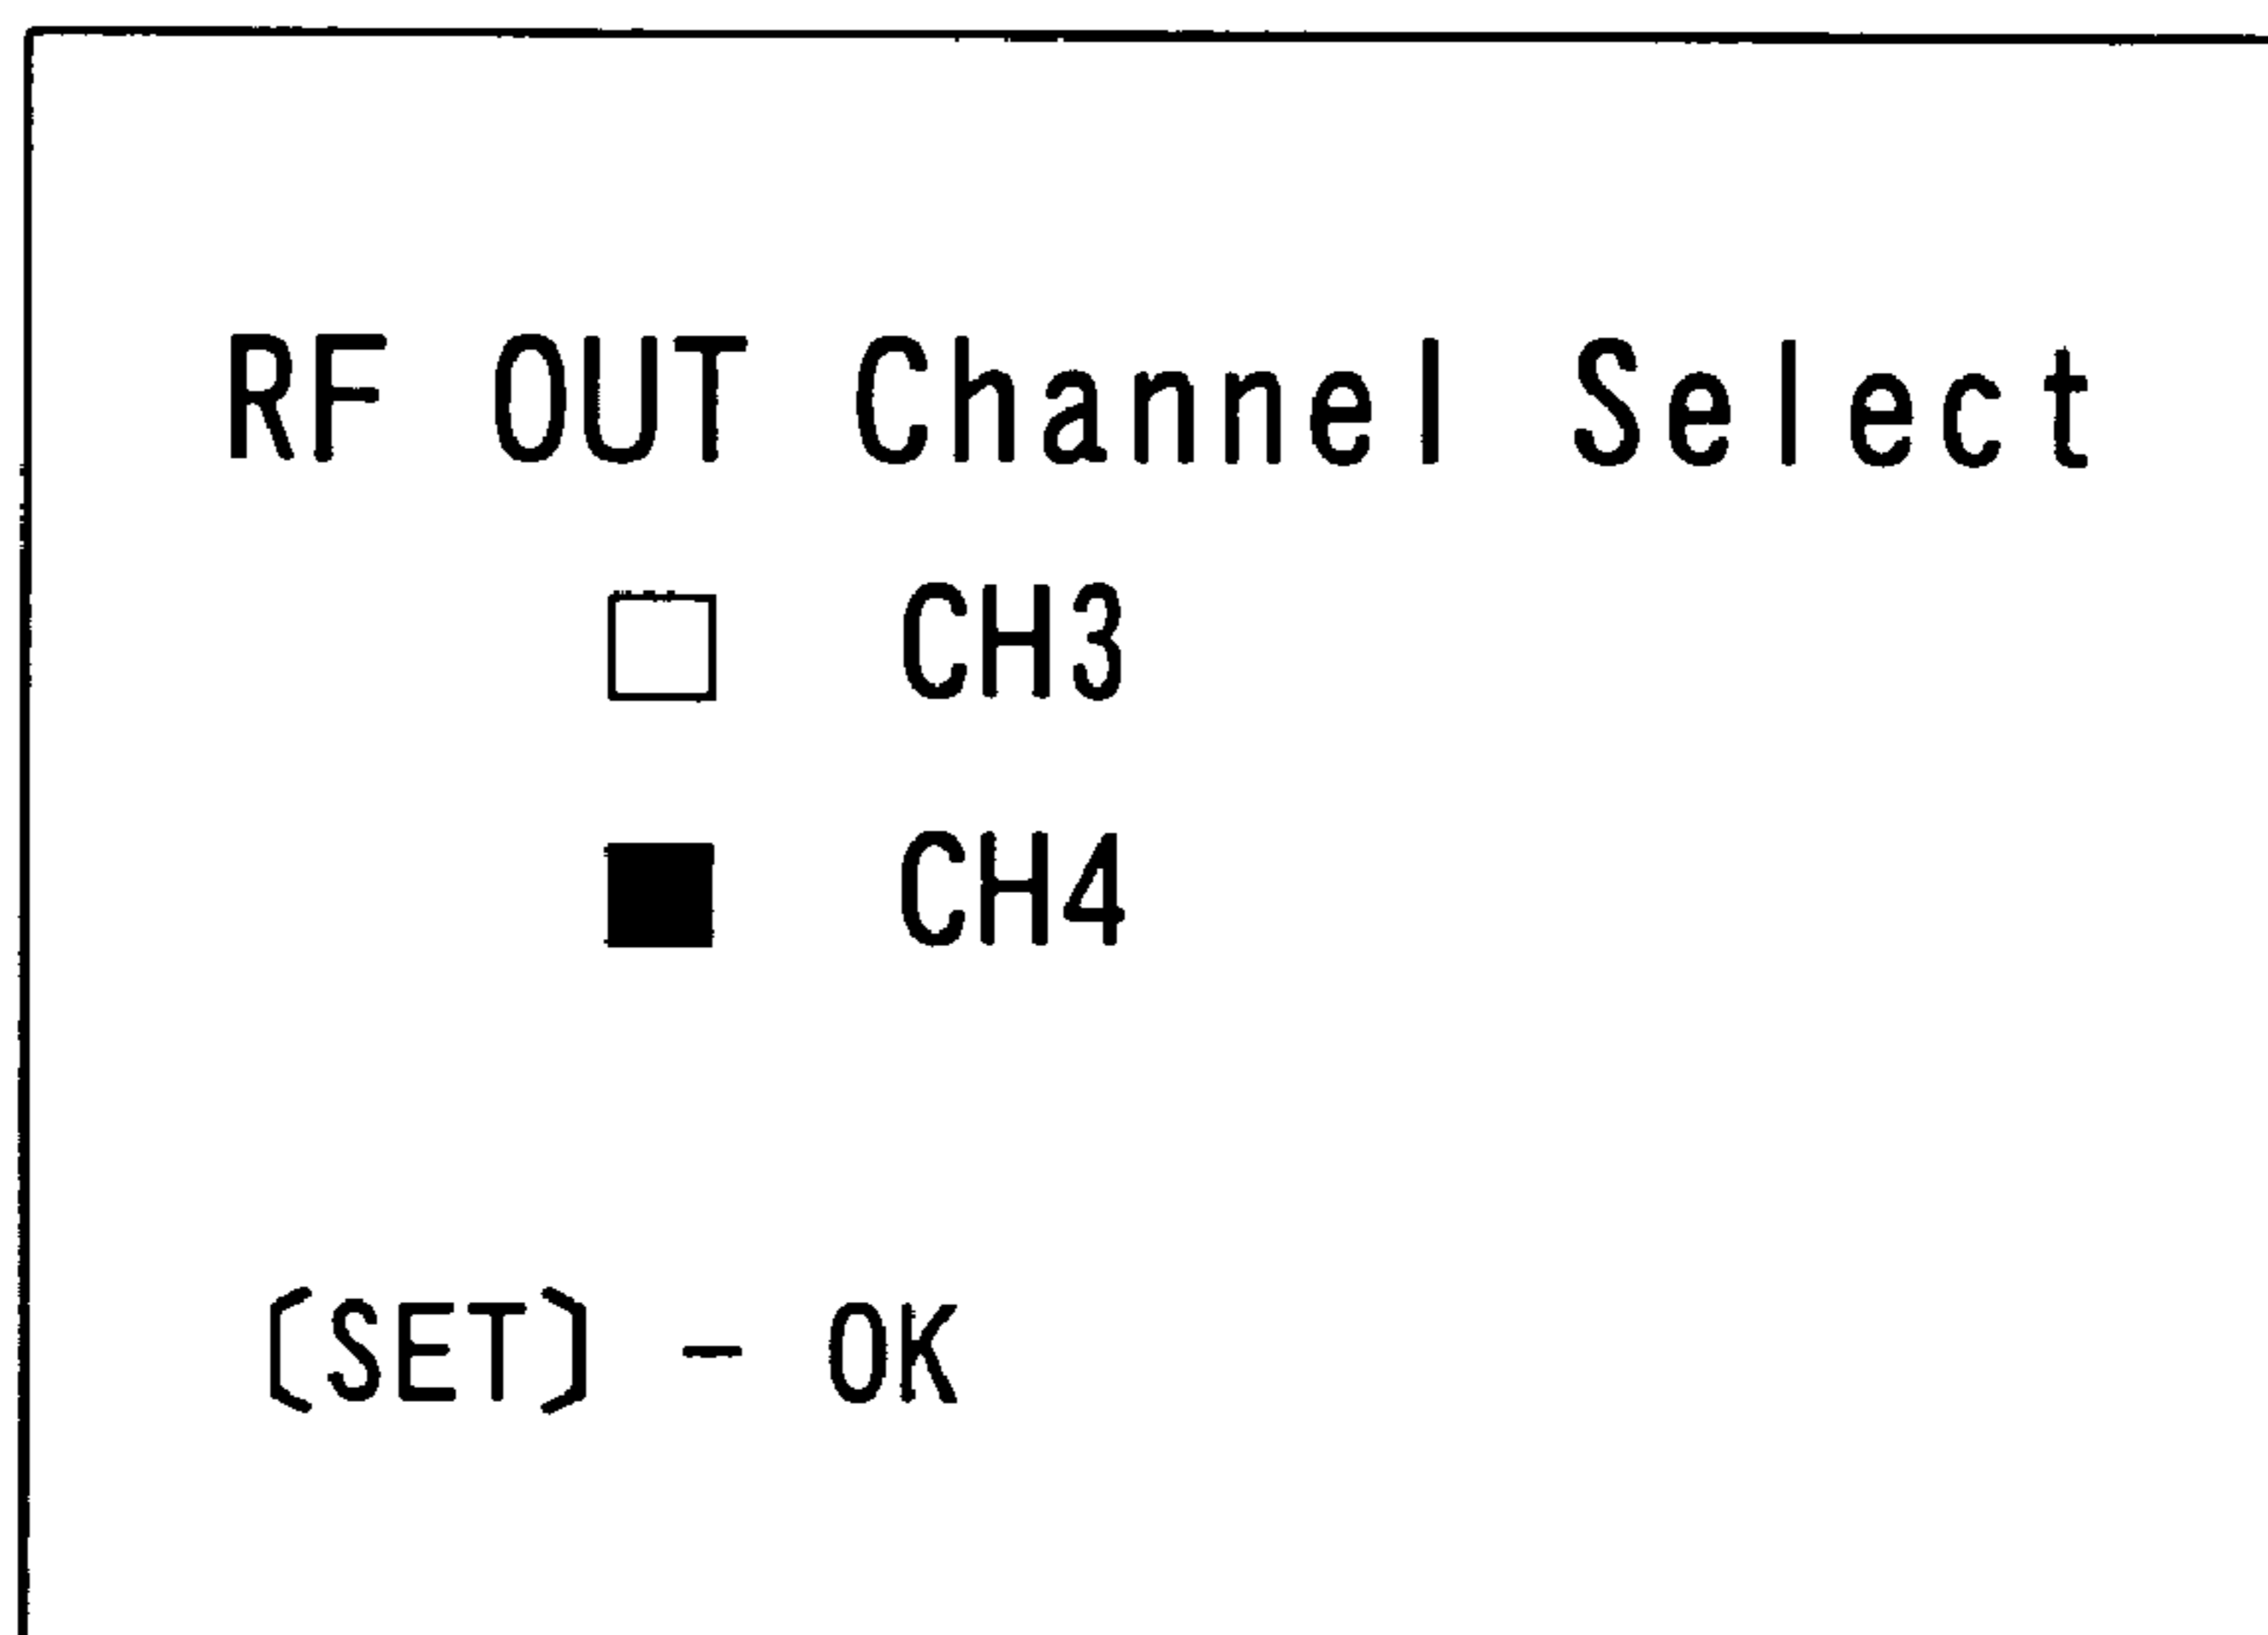 RF OUT Channel Select
□ CH3
■ CH4
〔SET〕 - OK